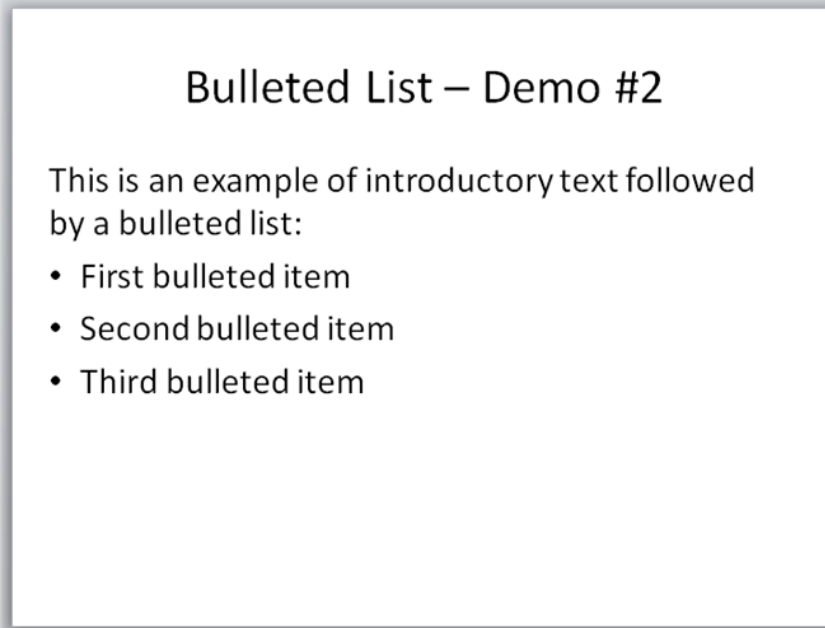 Bulleted List – Demo #2
This is an example of introductory text followed
by a bulleted list:
• First bulleted item
• Second bulleted item
• Third bulleted item